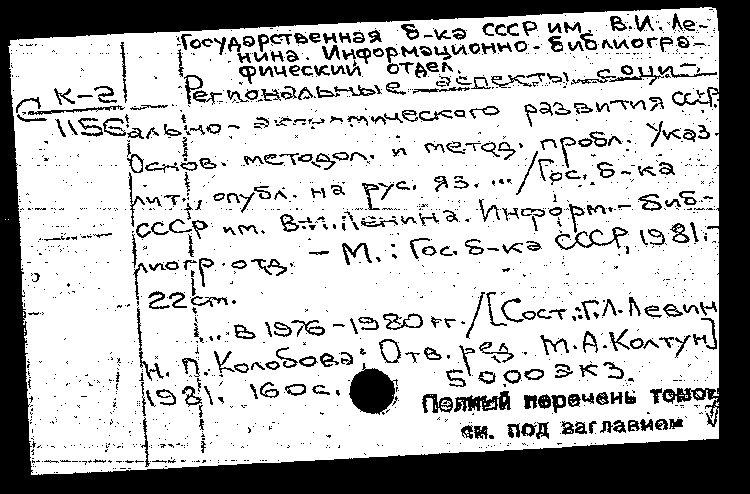 Государственная б-ка СССР им. В.И. Ле-
нина. Информационно-библиогра-
фический отдел.
Региональные аспекты соци-
С К-2
1156
ально-экономического развития СССР.
Основ. методол. и метод. пробл. Указ.
лит., опубл. на рус. яз. ... / Гос. б-ка
СССР им. В.И. Ленина. Информ.-биб-
лиогр. отд. - М.: Гос. б-ка СССР, 1981.-
22 cm.
... в 1976-1980 гг. / [Сост.: Г.Л. Левин
Н.П. Колобова; Отв. ред. М.А. Колтун]
1981. 160 с. 5000 экз.
Полный перечень томов
см. под заглавием